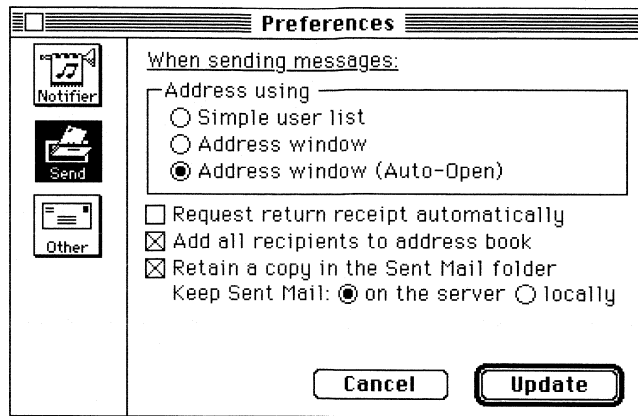 Preferences
Notifier
Send
Other
When sending messages:
Address using
Simple user list
Address window
Address window (Auto-Open)
Request return receipt automatically
Add all recipients to address book
Retain a copy in the Sent Mail folder
Keep Sent Mail: on the server locally
Cancel Update